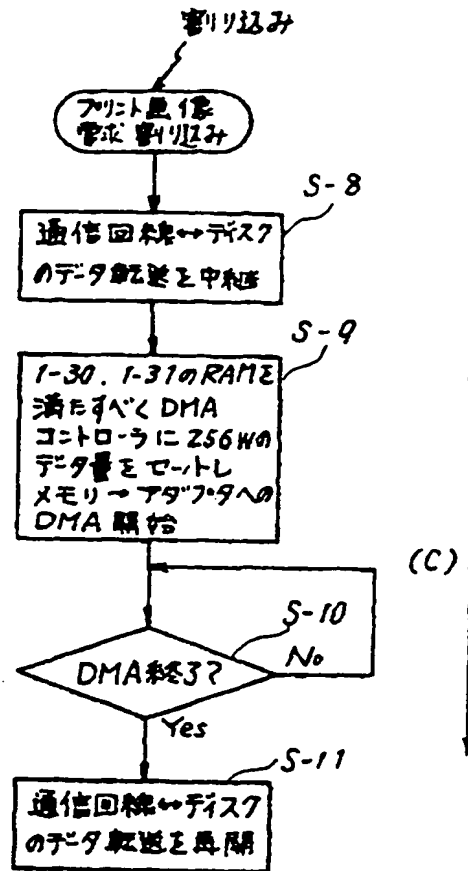 割り込み
プリント画像
要求割り込み
S-8
通信回線↔ディスク
のデータ転送を中継
S-9
1-30, 1-31のRAMを
満たすべくDMA
コントローラに256Wの
データ量をセットし
メモリ→アダプタへの
DMA開始
(C)
S-10
DMA終了?
No
Yes
S-11
通信回線↔ディスク
のデータ転送を再開